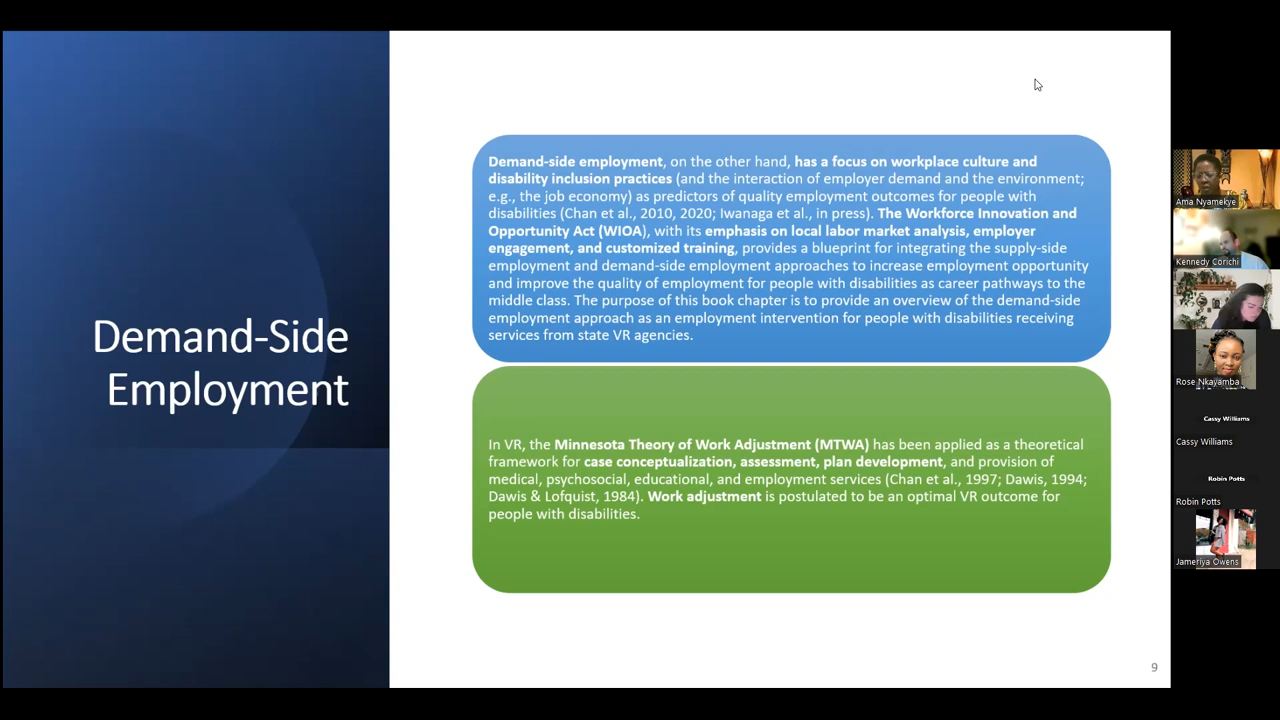 Demand-Side
Employment
Demand-side employment, on the other hand, has a focus on workplace culture and
disability inclusion practices (and the interaction of employer demand and the environment;
e.g., the job economy) as predictors of quality employment outcomes for people with
disabilities (Chan et al., 2010, 2020; Iwanaga et al., in press). The Workforce Innovation and
Opportunity Act (WIOA), with its emphasis on local labor market analysis, employer
engagement, and customized training, provides a blueprint for integrating the supply-side
employment and demand-side employment approaches to increase employment opportunity
and improve the quality of employment for people with disabilities as career pathways to the
middle class. The purpose of this book chapter is to provide an overview of the demand-side
employment approach as an employment intervention for people with disabilities receiving
services from state VR agencies.
In VR, the Minnesota Theory of Work Adjustment (MTWA) has been applied as a theoretical
framework for case conceptualization, assessment, plan development, and provision of
medical, psychosocial, educational, and employment services (Chan et al., 1997; Dawis, 1994;
Dawis & Lofquist, 1984). Work adjustment is postulated to be an optimal VR outcome for
people with disabilities.
9
Ama Nyamekye
Kennedy Corichi
Rose Nkayamba
Cassy Williams
Cassy Williams
Robin Potts
Robin Potts
Jameriya Owens